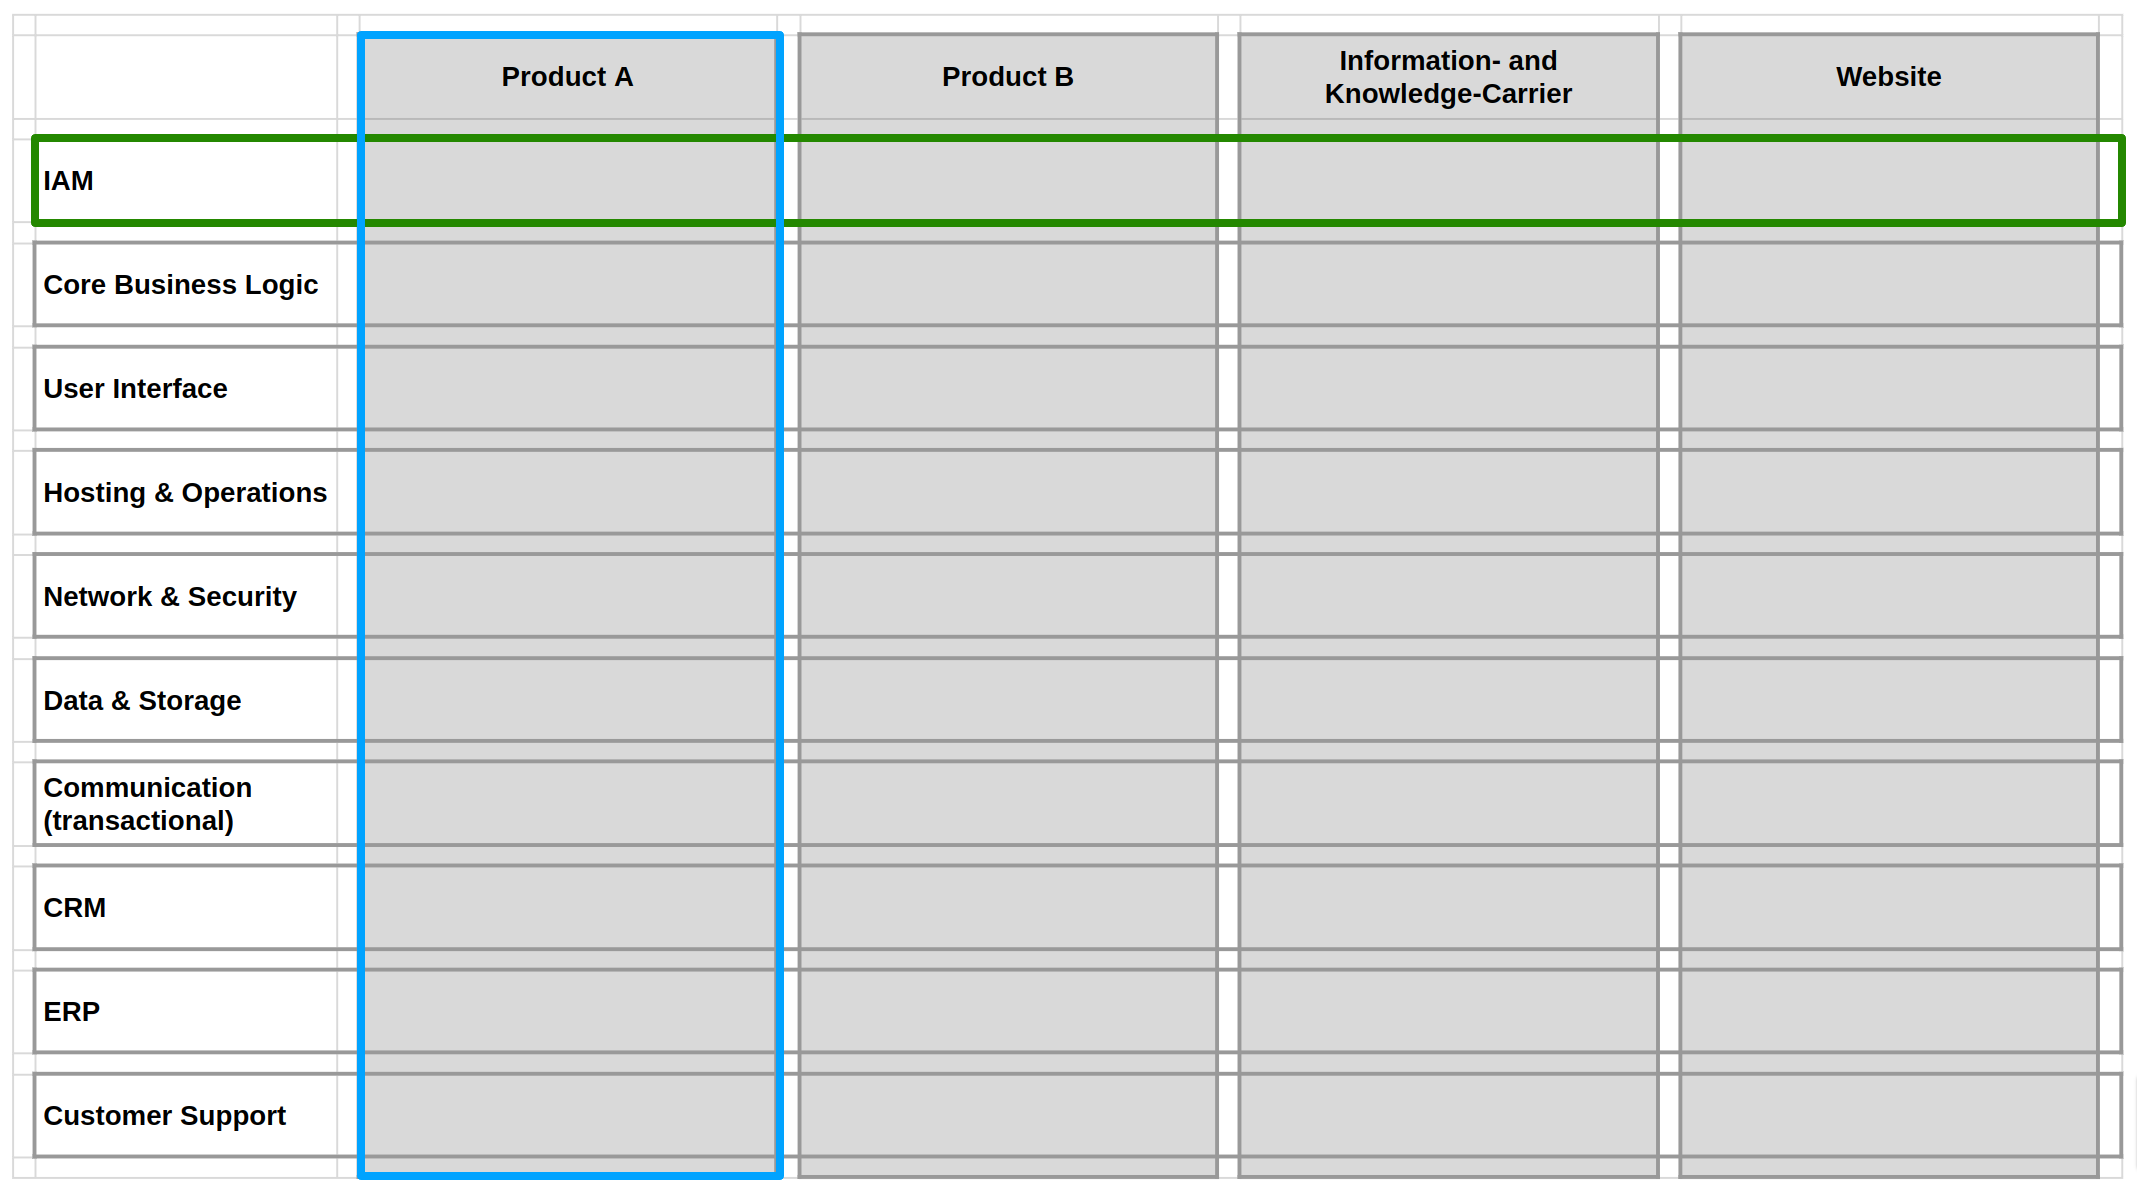 Product A
Product B
Information- and
Knowledge-Carrier
Website
IAM
Core Business Logic
User Interface
Hosting & Operations
Network & Security
Data & Storage
Communication
(transactional)
CRM
ERP
Customer Support